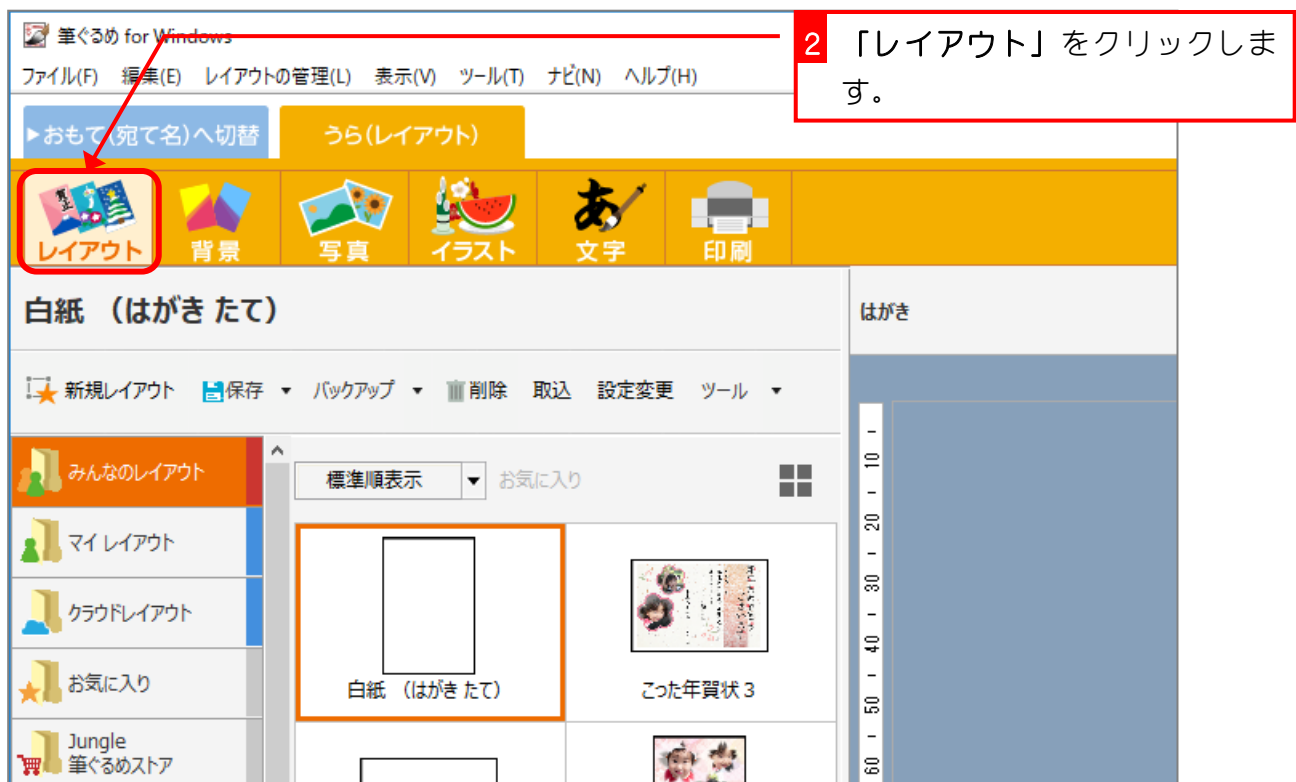 筆ぐるめ for Windows
2 「レイアウト」をクリックしま
す。
ファイル(F) 編集(E) レイアウトの管理(L) 表示(V) ツール(T) ナビ(N) ヘルプ(H)
▶おもて(宛て名)へ切替 うら(レイアウト)
レイアウト 背景 写真 イラスト 文字 印刷
あ
白紙 (はがき たて)
はがき
新規レイアウト 保存 ▼ バックアップ ▼ 削除 取込 設定変更 ツール ▼
みんなのレイアウト
マイ レイアウト
クラウドレイアウト
お気に入り
Jungle
筆ぐるめストア
標準順表示 ▼ お気に入り
白紙 (はがき たて) こった年賀状 3
10
20
30
40
50
60